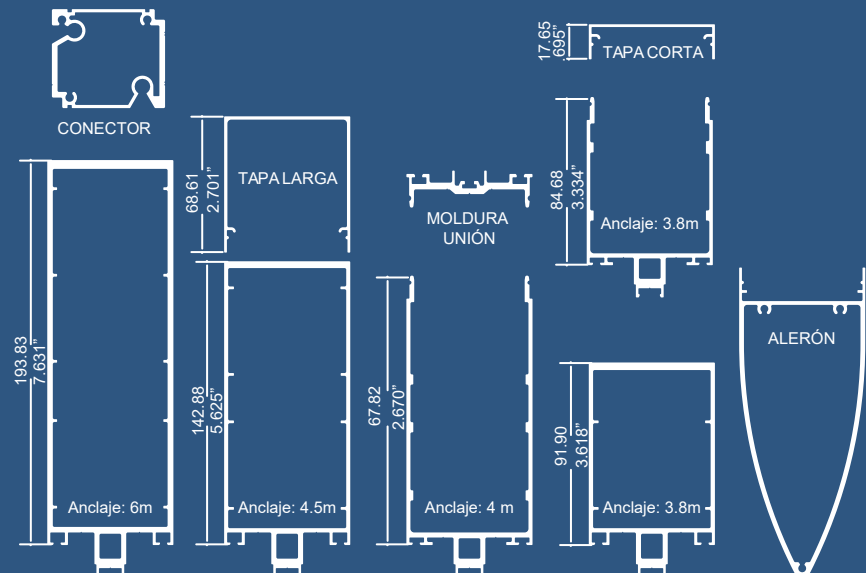 CONECTOR
193.83
7.631"
Anclaje: 6m
68.61
2.701"
TAPA LARGA
142.88
5.625"
Anclaje: 4.5m
MOLDURA
UNIÓN
67.82
2.670"
Anclaje: 4 m
17.65
.695"
TAPA CORTA
84.68
3.334"
Anclaje: 3.8m
91.90
3.618"
Anclaje: 3.8m
ALERÓN